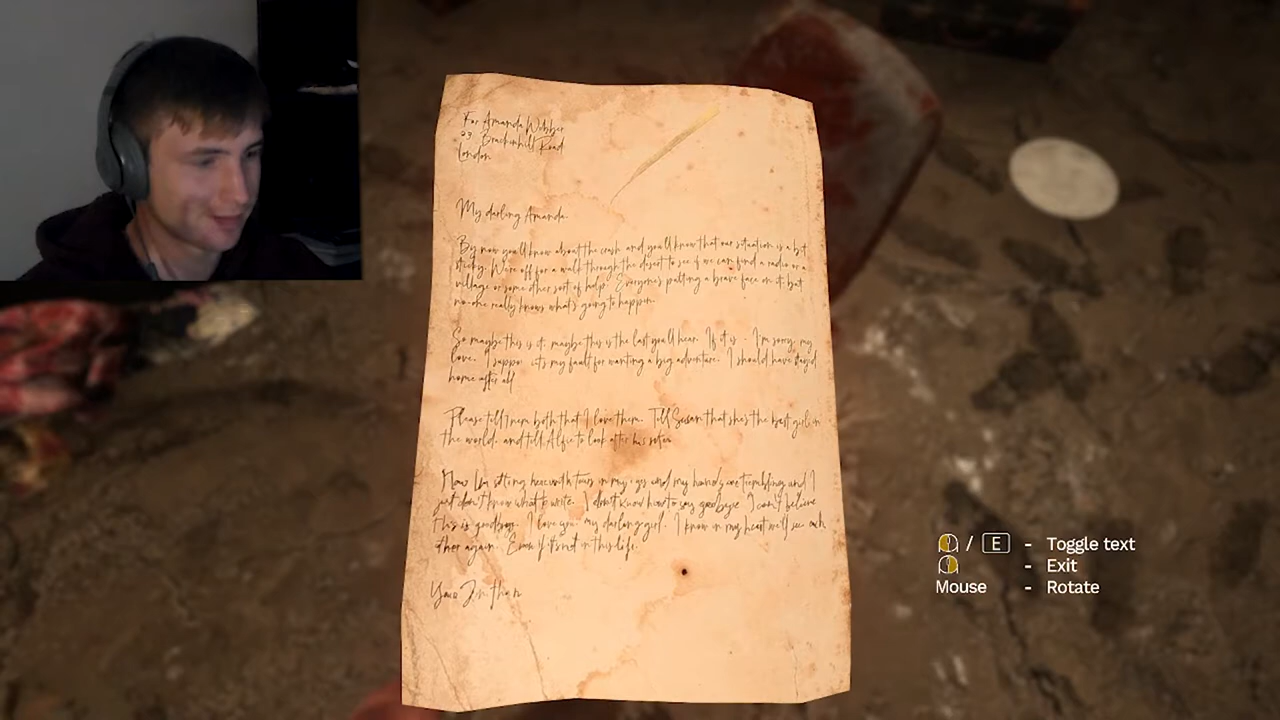 For Amanda Webber
23, Brackenhill Road
London
My darling Amanda.
By now you'll know about the crash and you'll know that our situation is a bit
sticky. We're off for a walk through the desert to see if we can find a radio or a
village or some other sort of help. Everyone's putting a brave face on it, but
no-one really knows what's going to happen.
So maybe this is it. maybe this is the last you'll hear. If it is - I'm sorry, my
love. I suppo it's my fault for wanting a big adventure. I should have stayed
home after all
Please tell them both that I love them. Tell Susan that she's the best girl in
the world, and tell Alfie to look after his sister
Now I'm sitting here with tears in my eyes and my hands are trembling and I
just don't know what to write. I don't know how to say goodbye. I can't believe
this is goodbye. I love you my darling girl. I know in my heart we'll see each
other again. Even if it's not in this life.
Your Jonathan
E - Toggle text
- Exit
Mouse - Rotate